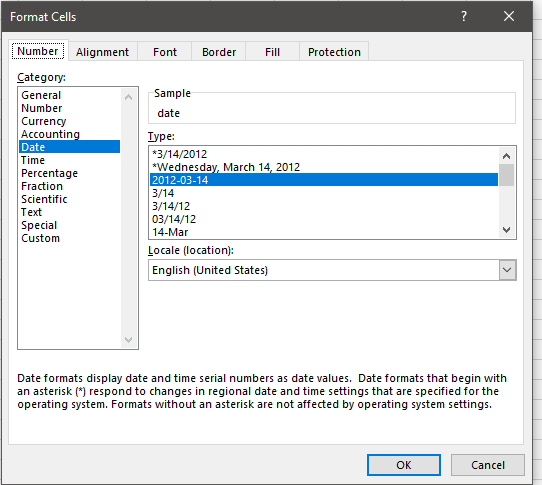 Format Cells ? ×
Number Alignment Font Border Fill Protection
Category:
General
Number
Currency
Accounting
Date
Time
Percentage
Fraction
Scientific
Text
Special
Custom
Sample
date
Type:
*3/14/2012
*Wednesday, March 14, 2012
2012-03-14
3/14
3/14/12
03/14/12
14-Mar
Locale (location):
English (United States)
Date formats display date and time serial numbers as date values.  Date formats that begin with
an asterisk (*) respond to changes in regional date and time settings that are specified for the
operating system. Formats without an asterisk are not affected by operating system settings.
OK Cancel